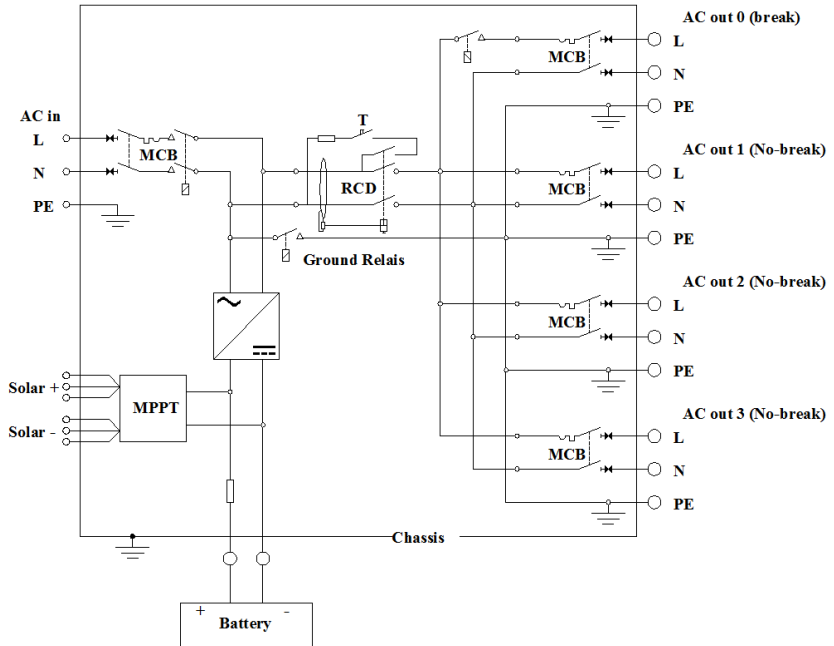 AC out 0 (break)
L
MCB
N
PE
AC in
L
MCB
N
PE
T
RCD
Ground Relais
AC out 1 (No-break)
L
MCB
N
PE
AC out 2 (No-break)
L
MCB
N
PE
Solar +
MPPT
Solar -
AC out 3 (No-break)
L
MCB
N
PE
Chassis
+ -
Battery